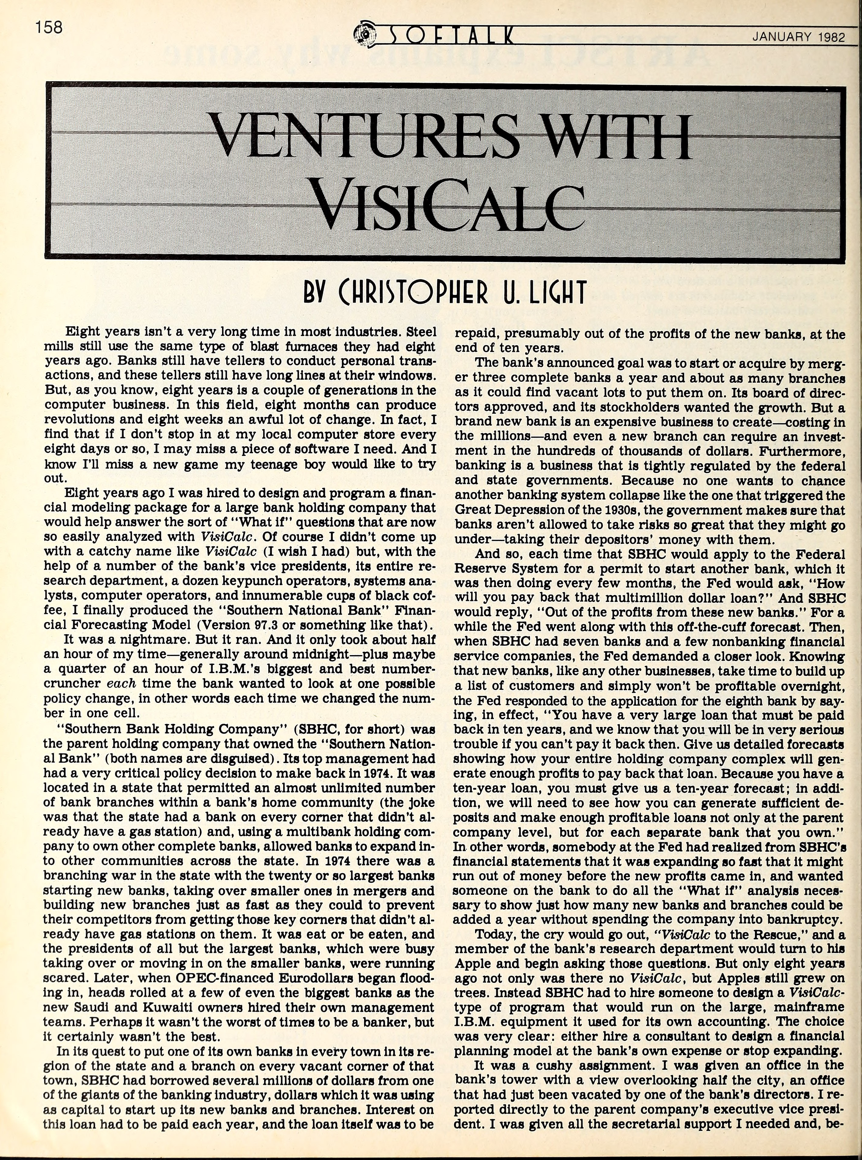 158
SOFTALK
JANUARY 1982
VENTURES WITH
VISICALC
BY CHRISTOPHER U. LIGHT
Eight years isn't a very long time in most industries. Steel
mills still use the same type of blast furnaces they had eight
years ago. Banks still have tellers to conduct personal trans-
actions, and these tellers still have long lines at their windows.
But, as you know, eight years is a couple of generations in the
computer business. In this field, eight months can produce
revolutions and eight weeks an awful lot of change. In fact, I
find that if I don't stop in at my local computer store every
eight days or so, I may miss a piece of software I need. And I
know I'll miss a new game my teenage boy would like to try
out.
Eight years ago I was hired to design and program a finan-
cial modeling package for a large bank holding company that
would help answer the sort of "What if" questions that are now
so easily analyzed with VisiCalc. Of course I didn't come up
with a catchy name like VisiCalc (I wish I had) but, with the
help of a number of the bank's vice presidents, its entire re-
search department, a dozen keypunch operators, systems ana-
lysts, computer operators, and innumerable cups of black cof-
fee, I finally produced the "Southern National Bank" Finan-
cial Forecasting Model (Version 97.3 or something like that).
It was a nightmare. But it ran. And it only took about half
an hour of my time—generally around midnight—plus maybe
a quarter of an hour of I.B.M.'s biggest and best number-
cruncher each time the bank wanted to look at one possible
policy change, in other words each time we changed the num-
ber in one cell.
"Southern Bank Holding Company" (SBHC, for short) was
the parent holding company that owned the "Southern Nation-
al Bank" (both names are disguised). Its top management had
had a very critical policy decision to make back in 1974. It was
located in a state that permitted an almost unlimited number
of bank branches within a bank's home community (the joke
was that the state had a bank on every corner that didn't al-
ready have a gas station) and, using a multibank holding com-
pany to own other complete banks, allowed banks to expand in-
to other communities across the state. In 1974 there was a
branching war in the state with the twenty or so largest banks
starting new banks, taking over smaller ones in mergers and
building new branches just as fast as they could to prevent
their competitors from getting those key corners that didn't al-
ready have gas stations on them. It was eat or be eaten, and
the presidents of all but the largest banks, which were busy
taking over or moving in on the smaller banks, were running
scared. Later, when OPEC-financed Eurodollars began flood-
ing in, heads rolled at a few of even the biggest banks as the
new Saudi and Kuwaiti owners hired their own management
teams. Perhaps it wasn't the worst of times to be a banker, but
it certainly wasn't the best.
In its quest to put one of its own banks in every town in its re-
gion of the state and a branch on every vacant corner of that
town, SBHC had borrowed several millions of dollars from one
of the giants of the banking industry, dollars which it was using
as capital to start up its new banks and branches. Interest on
this loan had to be paid each year, and the loan itself was to be
repaid, presumably out of the profits of the new banks, at the
end of ten years.
The bank's announced goal was to start or acquire by merg-
er three complete banks a year and about as many branches
as it could find vacant lots to put them on. Its board of direc-
tors approved, and its stockholders wanted the growth. But a
brand new bank is an expensive business to create—costing in
the millions—and even a new branch can require an invest-
ment in the hundreds of thousands of dollars. Furthermore,
banking is a business that is tightly regulated by the federal
and state governments. Because no one wants to chance
another banking system collapse like the one that triggered the
Great Depression of the 1930s, the government makes sure that
banks aren't allowed to take risks so great that they might go
under—taking their depositors' money with them.
And so, each time that SBHC would apply to the Federal
Reserve System for a permit to start another bank, which it
was then doing every few months, the Fed would ask, "How
will you pay back that multimillion dollar loan?" And SBHC
would reply, "Out of the profits from these new banks." For a
while the Fed went along with this off-the-cuff forecast. Then,
when SBHC had seven banks and a few nonbanking financial
service companies, the Fed demanded a closer look. Knowing
that new banks, like any other businesses, take time to build up
a list of customers and simply won't be profitable overnight,
the Fed responded to the application for the eighth bank by say-
ing, in effect, "You have a very large loan that must be paid
back in ten years, and we know that you will be in very serious
trouble if you can't pay it back then. Give us detailed forecasts
showing how your entire holding company complex will gen-
erate enough profits to pay back that loan. Because you have a
ten-year loan, you must give us a ten-year forecast; in addi-
tion, we will need to see how you can generate sufficient de-
posits and make enough profitable loans not only at the parent
company level, but for each separate bank that you own."
In other words, somebody at the Fed had realized from SBHC's
financial statements that it was expanding so fast that it might
run out of money before the new profits came in, and wanted
someone on the bank to do all the "What if" analysis neces-
sary to show just how many new banks and branches could be
added a year without spending the company into bankruptcy.
Today, the cry would go out, "VisiCalc to the Rescue," and a
member of the bank's research department would turn to his
Apple and begin asking those questions. But only eight years
ago not only was there no VisiCalc, but Apples still grew on
trees. Instead SBHC had to hire someone to design a VisiCalc-
type of program that would run on the large, mainframe
I.B.M. equipment it used for its own accounting. The choice
was very clear: either hire a consultant to design a financial
planning model at the bank's own expense or stop expanding.
It was a cushy assignment. I was given an office in the
bank's tower with a view overlooking half the city, an office
that had just been vacated by one of the bank's directors. I re-
ported directly to the parent company's executive vice presi-
dent. I was given all the secretarial support I needed and, be-